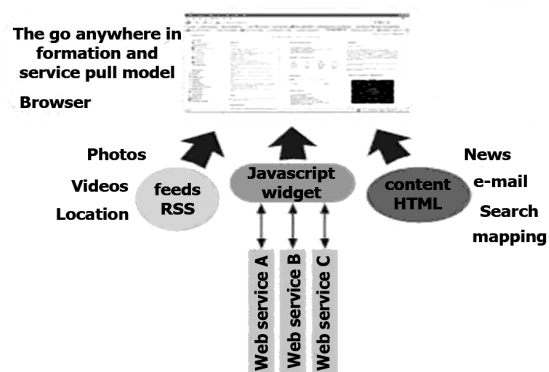 The go anywhere in
formation and
service pull model
Browser
Photos
Videos
Location
feeds
RSS
Javascript
widget
content
HTML
News
e-mail
Search
mapping
Web service A
Web service B
Web service C